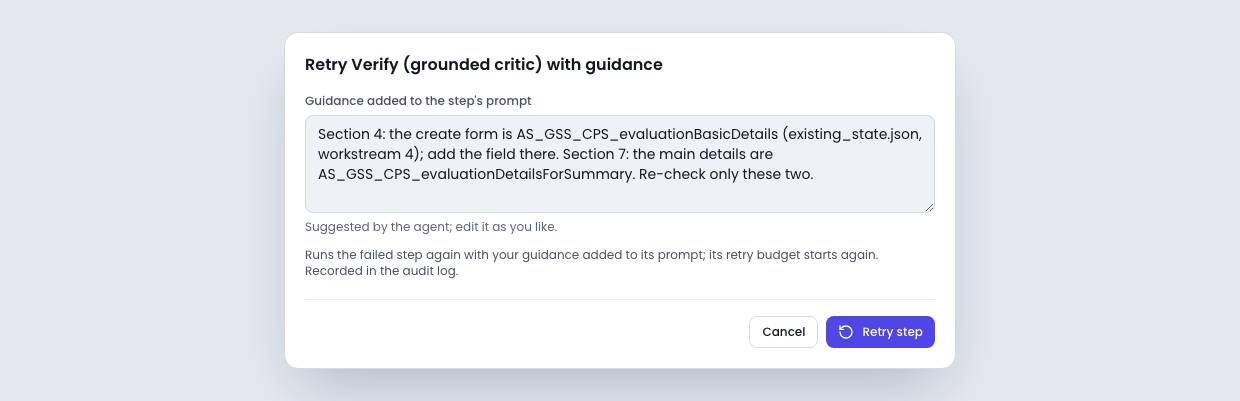 Retry Verify (grounded critic) with guidance
Guidance added to the step's prompt
Section 4: the create form is AS_GSS_CPS_evaluationBasicDetails (existing_state.json,
workstream 4); add the field there. Section 7: the main details are
AS_GSS_CPS_evaluationDetailsForSummary. Re-check only these two.
Suggested by the agent; edit it as you like.
Runs the failed step again with your guidance added to its prompt; its retry budget starts again.
Recorded in the audit log.
Cancel
Retry step